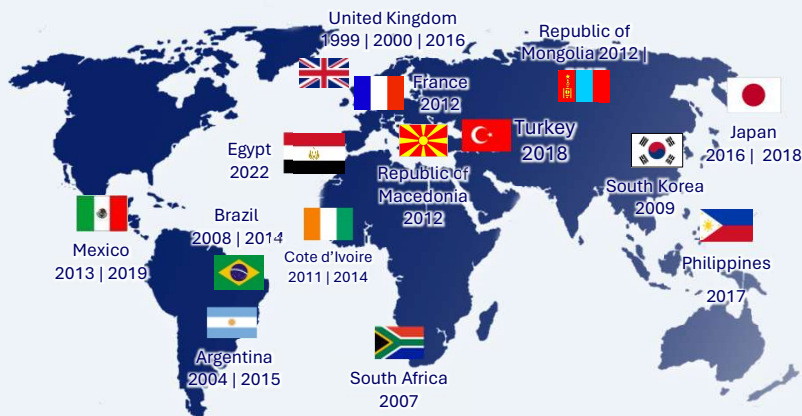 United Kingdom
1999 | 2000 | 2016
Republic of
Mongolia 2012 |
France
2012
Turkey
2018
Japan
2016 | 2018
Egypt
2022
Republic of
Macedonia
2012
South Korea
2009
Mexico
2013 | 2019
Brazil
2008 | 2014
Cote d'Ivoire
2011 | 2014
Philippines
2017
Argentina
2004 | 2015
South Africa
2007